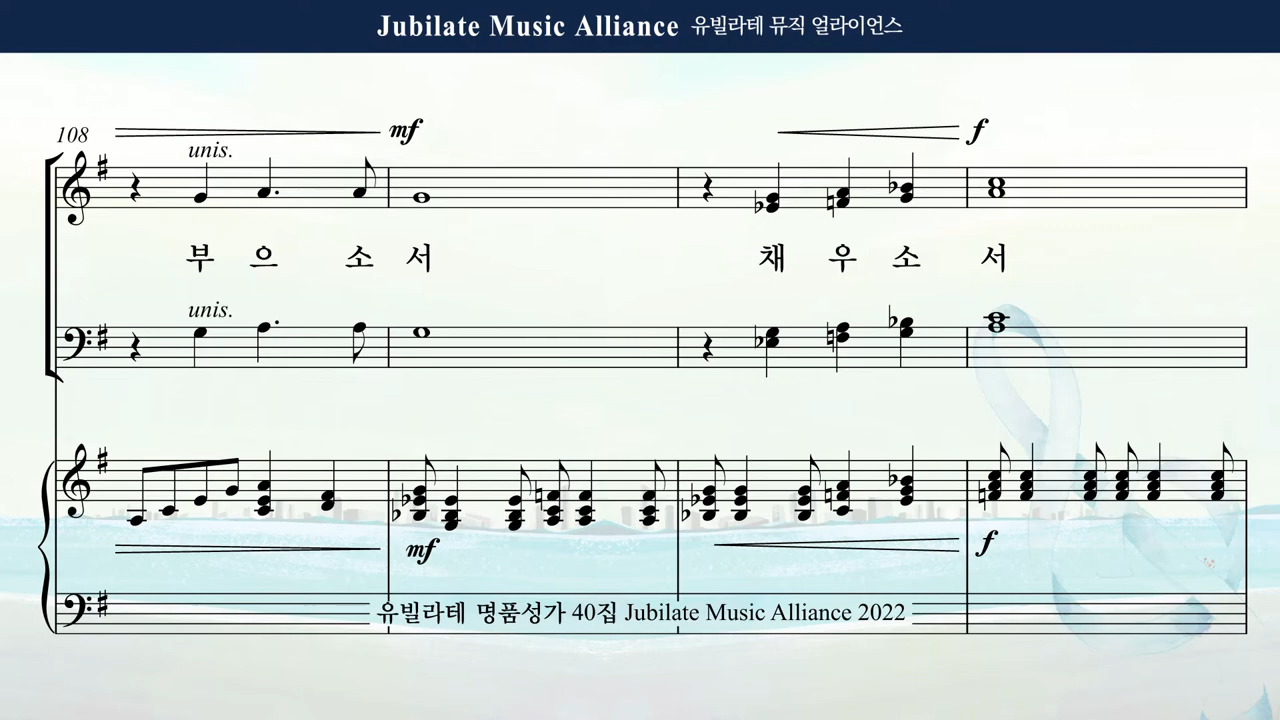 Jubilate Music Alliance 유빌라테 뮤직 얼라이언스
108
mf
f
unis.
부 으 소 서 채 우 소 서
unis.
mf
f
유빌라테 명품성가 40집 Jubilate Music Alliance 2022